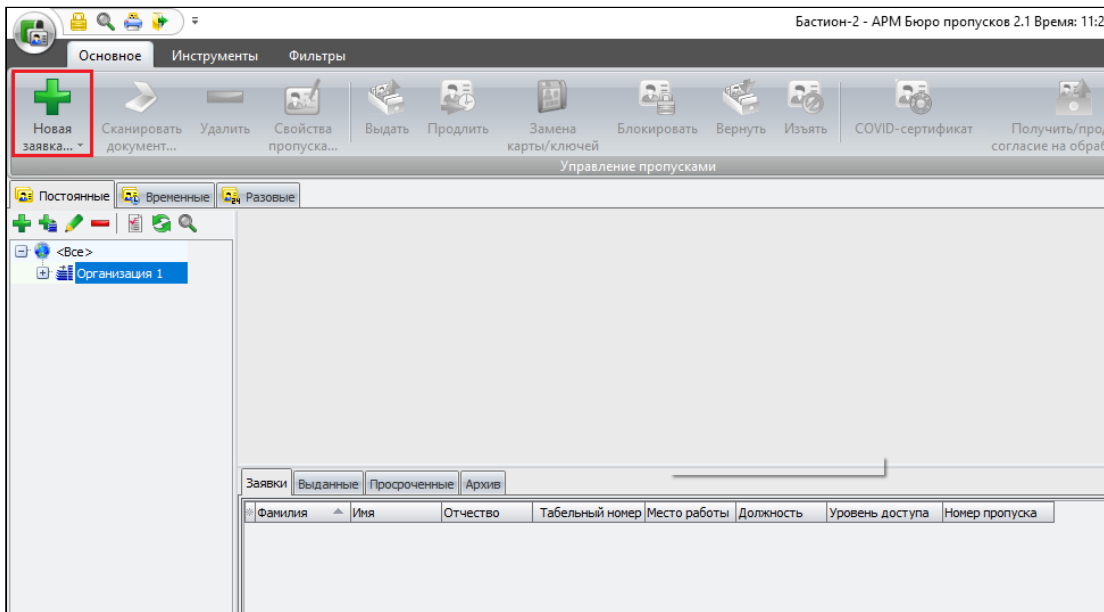 Бастион-2 - АРМ Бюро пропусков 2.1 Время: 11:2
Основное Инструменты Фильтры
Новая заявка...
Сканировать документ...
Удалить
Свойства пропуска...
Выдать
Продлить
Замена карты/ключей
Блокировать
Вернуть
Изъять
COVID-сертификат
Получить/про
согласие на обра
Управление пропусками
Постоянные Временные Разовые
<Все>
Организация 1
Заявки Выданные Просроченные Архив
Фамилия Имя Отчество Табельный номер Место работы Должность Уровень доступа Номер пропуска